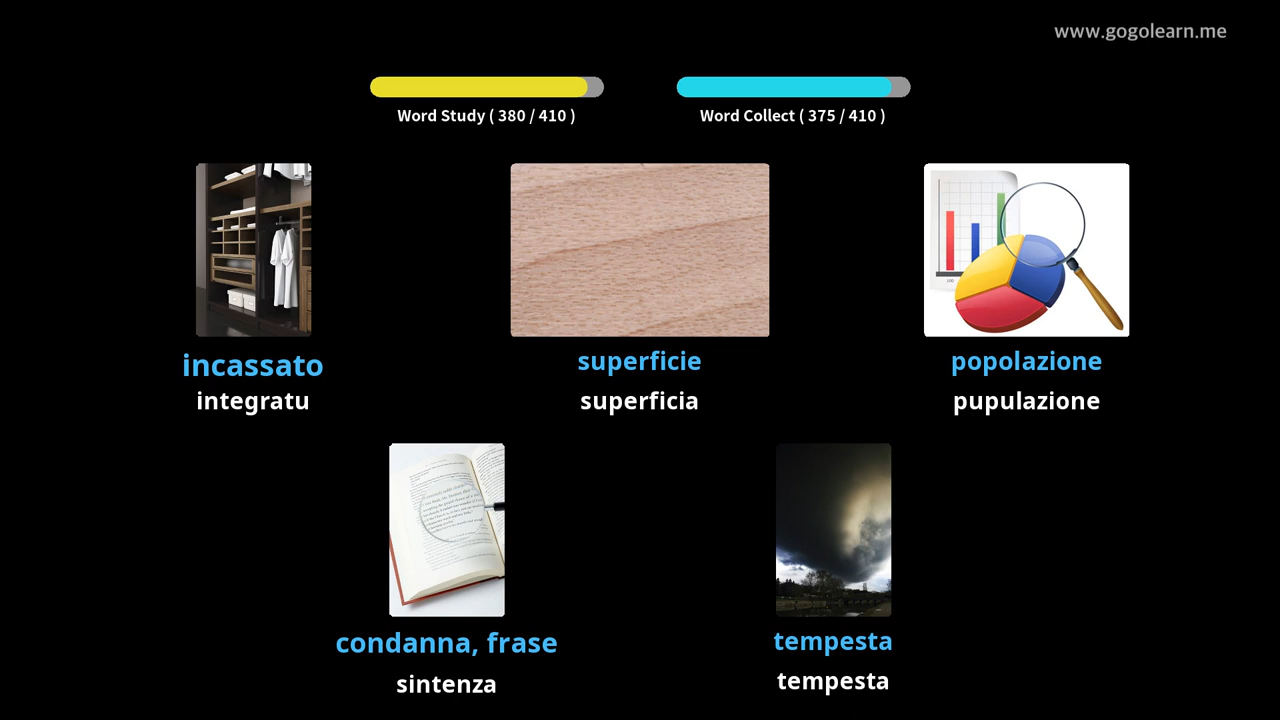 www.gogolearn.me
Word Study ( 380 / 410 )
Word Collect ( 375 / 410 )
incassato
integratu
superficie
superficia
popolazione
pupulazione
condanna, frase
sintenza
tempesta
tempesta